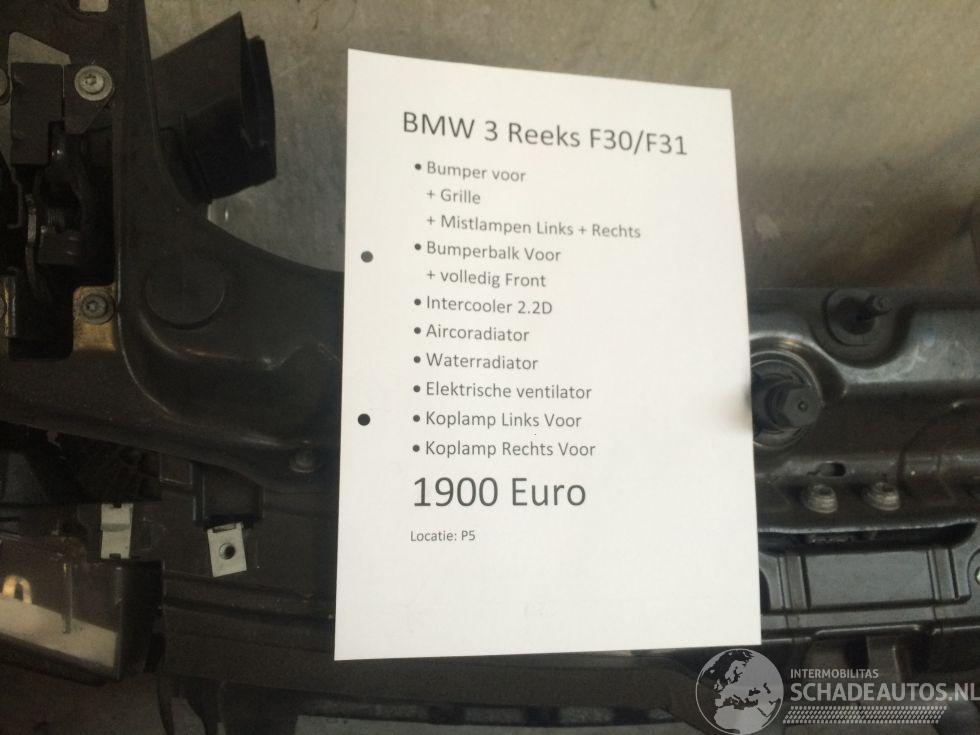 BMW 3 Reeks F30/F31
• Bumper voor
+ Grille
+ Mistlampen Links + Rechts
• Bumperbalk Voor
+ volledig Front
• Intercooler 2.2D
• Aircoradiator
• Waterradiator
• Elektrische ventilator
• Koplamp Links Voor
• Koplamp Rechts Voor
1900 Euro
Locatie: P5
INTERMOBILITAS
SCHADEAUTOS.NL